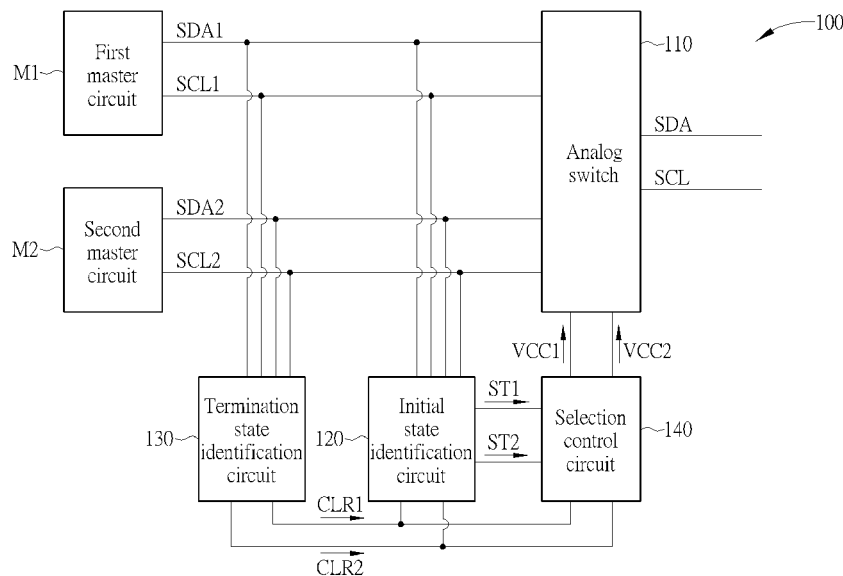 100
M1
First
master
circuit
SDA1
SCL1
110
Analog
switch
SDA
SCL
M2
Second
master
circuit
SDA2
SCL2
VCC1
VCC2
130
Termination
state
identification
circuit
120
Initial
state
identification
circuit
ST1
ST2
Selection
control
circuit
140
CLR1
CLR2